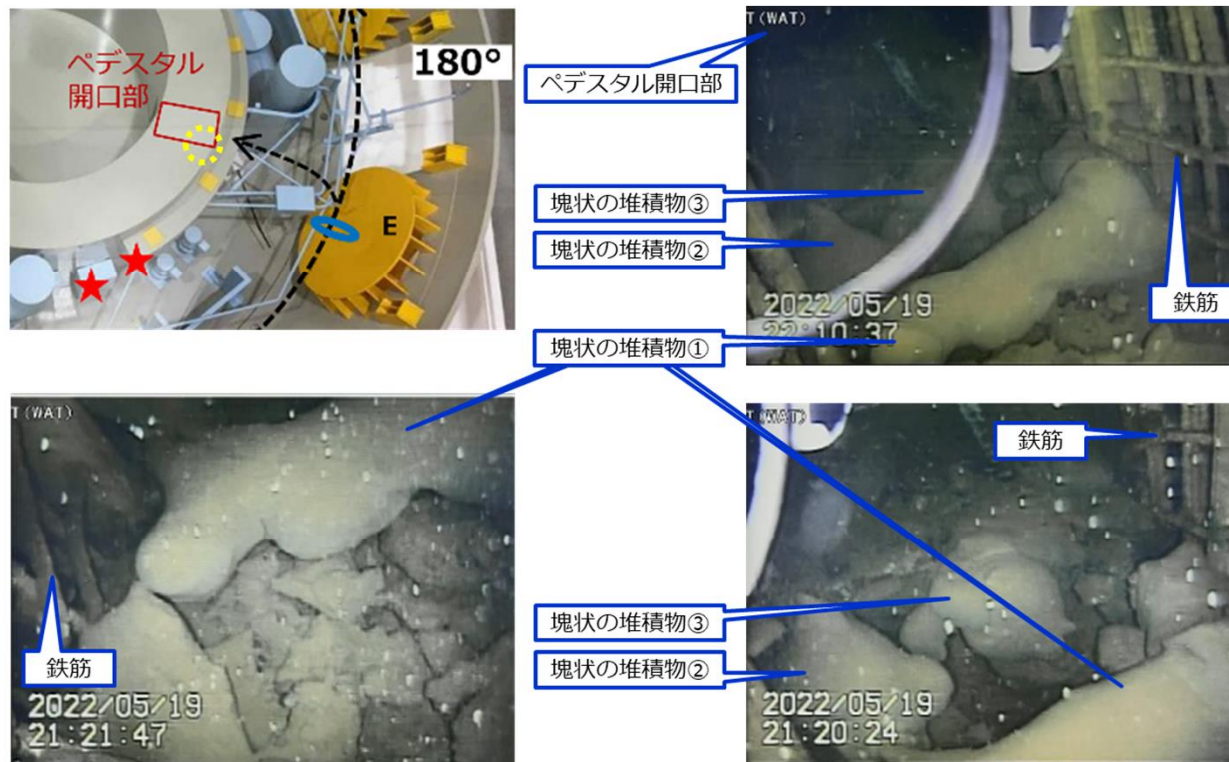 ペデスタル
開口部
180°
E
T(WAT)
ペデスタル開口部
塊状の堆積物③
塊状の堆積物②
鉄筋
2022/05/19
22:10:37
塊状の堆積物①
T(WAT)
鉄筋
2022/05/19
21:21:47
T(WAT)
鉄筋
塊状の堆積物③
塊状の堆積物②
2022/05/19
21:20:24